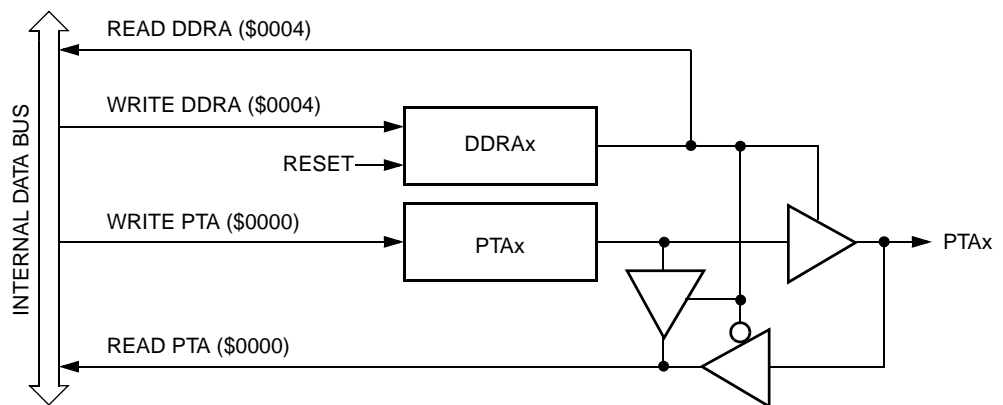 READ DDRA ($0004)
WRITE DDRA ($0004)
DDRAx
RESET
INTERNAL DATA BUS
WRITE PTA ($0000)
PTAx
PTAx
READ PTA ($0000)